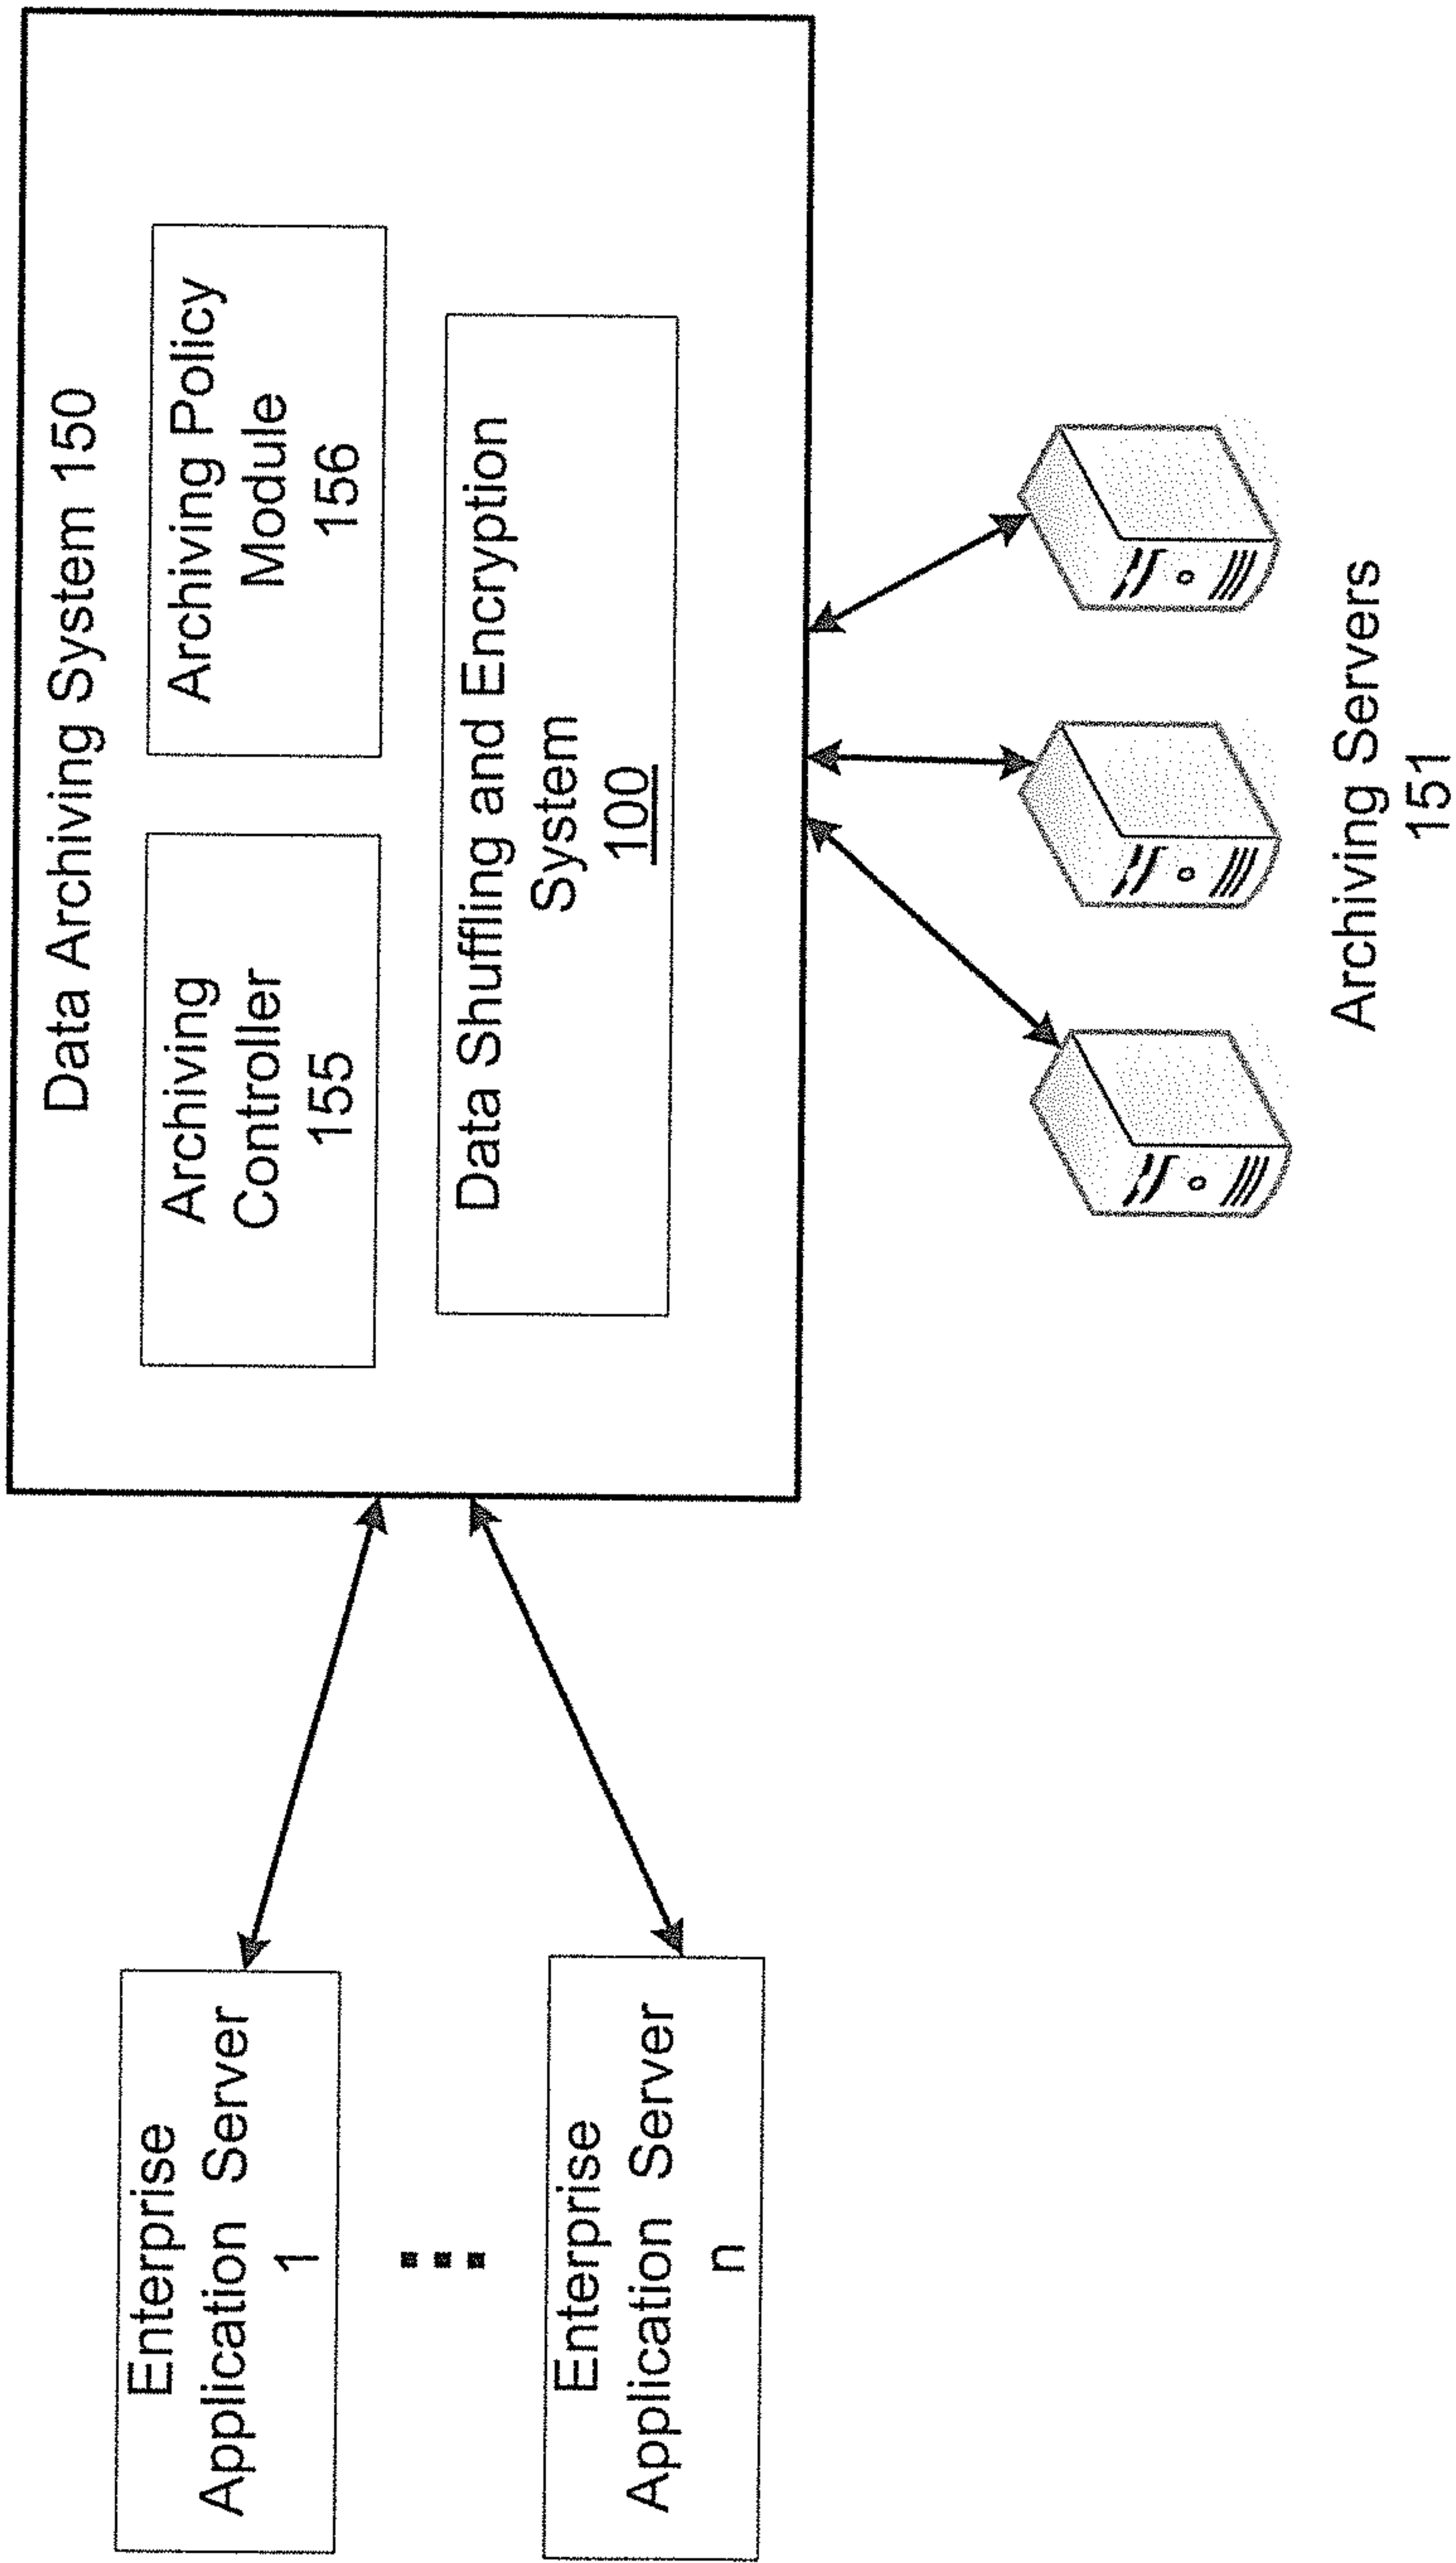 Data Archiving System 150
Archiving
Controller
155
Archiving Policy
Module
156
Data Shuffling and Encryption
System
100
Enterprise
Application Server
1
Enterprise
Application Server
n
Archiving Servers
151